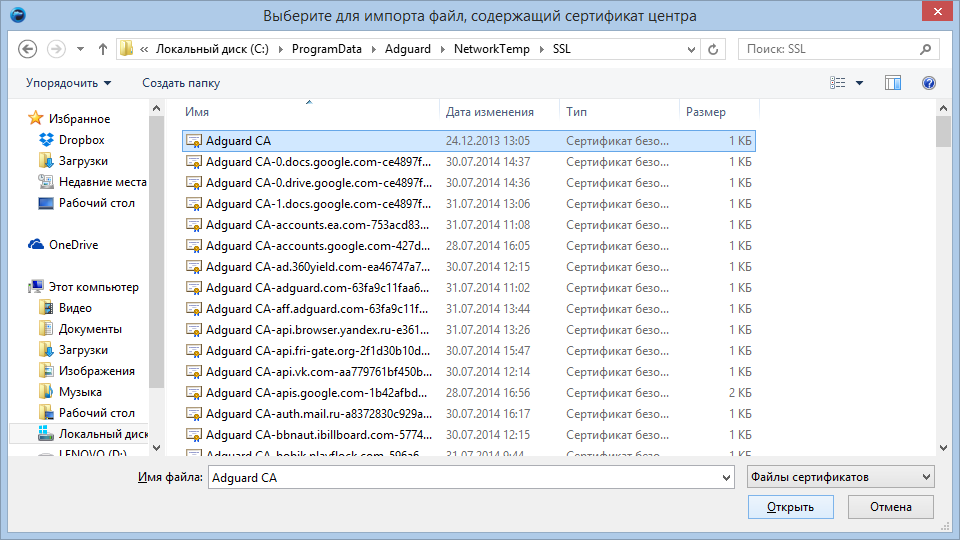 Выберите для импорта файл, содержащий сертификат центра
« Локальный диск (C:) ProgramData Adguard NetworkTemp SSL
Поиск: SSL
Упорядочить Создать папку
Избранное
Dropbox
Загрузки
Недавние места
Рабочий стол
OneDrive
Этот компьютер
Видео
Документы
Загрузки
Изображения
Музыка
Рабочий стол
Локальный диск
LENOVO (D:)
Имя Дата изменения Тип Размер
Adguard CA 24.12.2013 13:05 Сертификат безо... 1 КБ
Adguard CA-0.docs.google.com-ce4897f... 30.07.2014 14:37 Сертификат безо... 1 КБ
Adguard CA-0.drive.google.com-ce4897f... 30.07.2014 14:36 Сертификат безо... 1 КБ
Adguard CA-1.docs.google.com-ce4897f... 31.07.2014 13:06 Сертификат безо... 1 КБ
Adguard CA-accounts.ea.com-753acd83... 31.07.2014 11:08 Сертификат безо... 1 КБ
Adguard CA-accounts.google.com-427d... 28.07.2014 16:05 Сертификат безо... 1 КБ
Adguard CA-ad.360yield.com-ea46747a7... 30.07.2014 12:15 Сертификат безо... 1 КБ
Adguard CA-adguard.com-63fa9c11faa6... 31.07.2014 11:02 Сертификат безо... 1 КБ
Adguard CA-aff.adguard.com-63fa9c11f... 31.07.2014 13:44 Сертификат безо... 1 КБ
Adguard CA-api.browser.yandex.ru-e361... 31.07.2014 13:26 Сертификат безо... 1 КБ
Adguard CA-api.fri-gate.org-2f1d30b10d... 30.07.2014 15:47 Сертификат безо... 1 КБ
Adguard CA-api.vk.com-aa779761bf450b... 30.07.2014 12:14 Сертификат безо... 1 КБ
Adguard CA-apis.google.com-1b42afbd... 28.07.2014 16:56 Сертификат безо... 2 КБ
Adguard CA-auth.mail.ru-a8372830c929a... 30.07.2014 16:17 Сертификат безо... 1 КБ
Adguard CA-bbnaut.ibillboard.com-5774... 30.07.2014 12:15 Сертификат безо... 1 КБ
Adguard CA-bobik.playflock.com-596a6... 31.07.2014 9:44 Сертификат безо... 1 КБ
Имя файла: Adguard CA Файлы сертификатов
Открыть Отмена